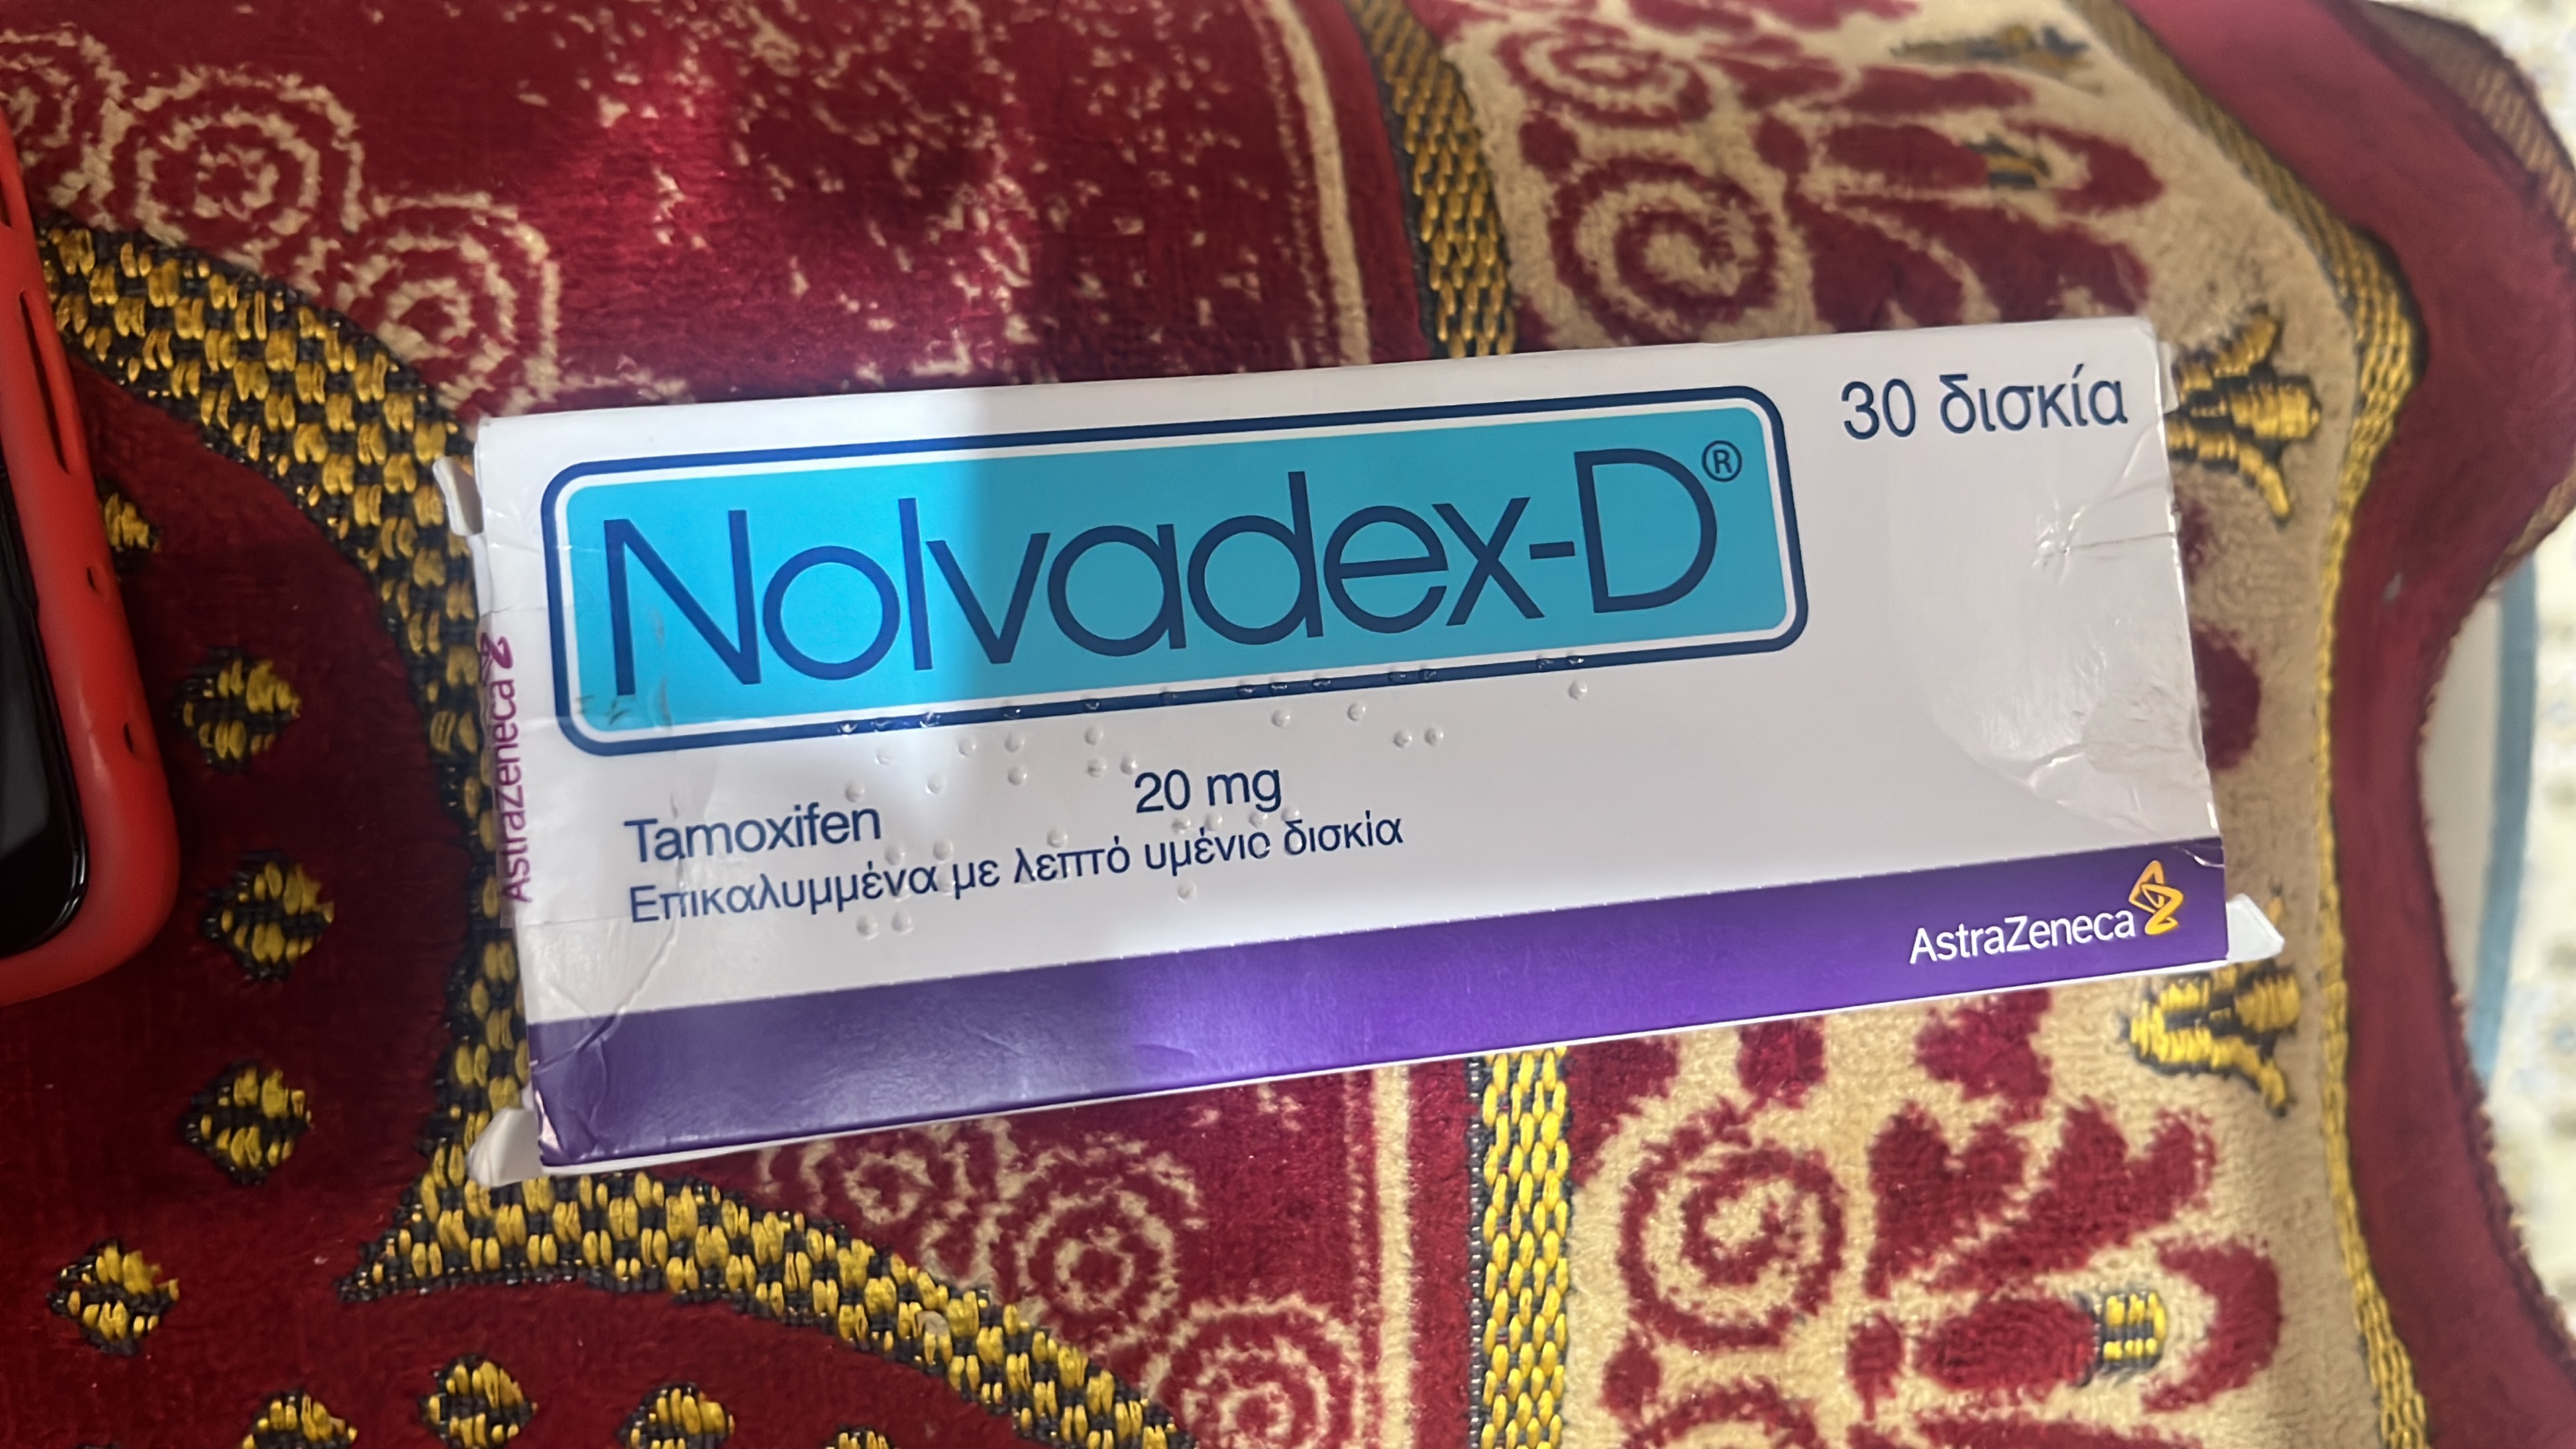 Nolvadex-D®
30 δισκία
Tamoxifen 20 mg
Επικαλυμμένα με λεπτό υμένιο δισκία
AstraZeneca
AstraZeneca